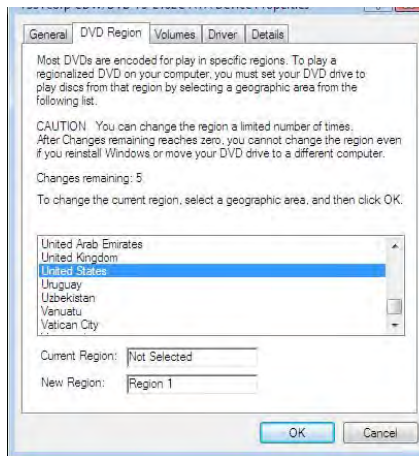 General DVD Region Volumes Driver Details
Most DVDs are encoded for play in specific regions. To play a
regionalized DVD on your computer, you must set your DVD drive to
play discs from that region by selecting a geographic area from the
following list.
CAUTION You can change the region a limited number of times.
After Changes remaining reaches zero, you cannot change the region even
if you reinstall Windows or move your DVD drive to a different computer.
Changes remaining: 5
To change the current region, select a geographic area, and then click OK.
United Arab Emirates
United Kingdom
United States
Uruguay
Uzbekistan
Vanuatu
Vatican City
Current Region: Not Selected
New Region: Region 1
OK Cancel